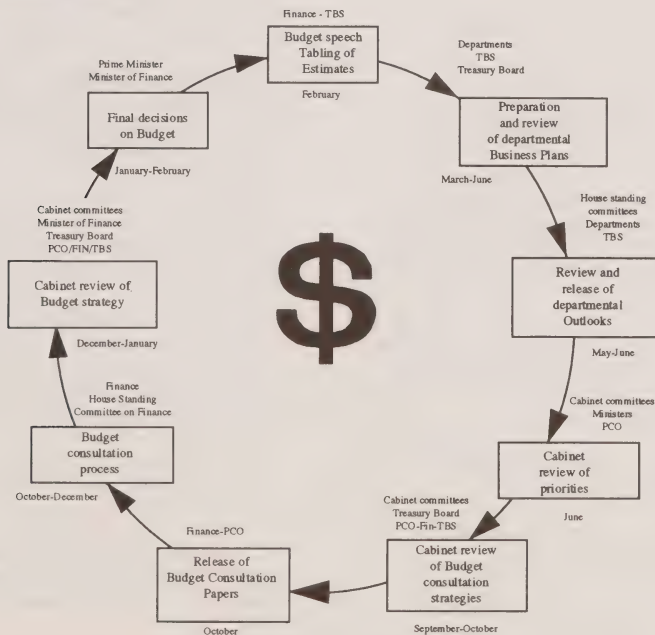 Finance - TBS
Budget speech
Tabling of
Estimates
February
Departments
TBS
Treasury Board
Preparation
and review
of departmental
Business Plans
March-June
House standing
committees
Departments
TBS
Review and
release of
departmental
Outlooks
May-June
Cabinet committees
Ministers
PCO
Cabinet
review of
priorities
June
Cabinet committees
Treasury Board
PCO-Fin-TBS
Cabinet review
of Budget
consultation
strategies
September-October
Finance-PCO
Release of
Budget Consultation
Papers
October
Finance
House Standing
Committee on Finance
Budget
consultation
process
October-December
Cabinet committees
Minister of Finance
Treasury Board
PCO/FIN/TBS
Cabinet review of
Budget strategy
December-January
Prime Minister
Minister of Finance
Final decisions
on Budget
January-February
$